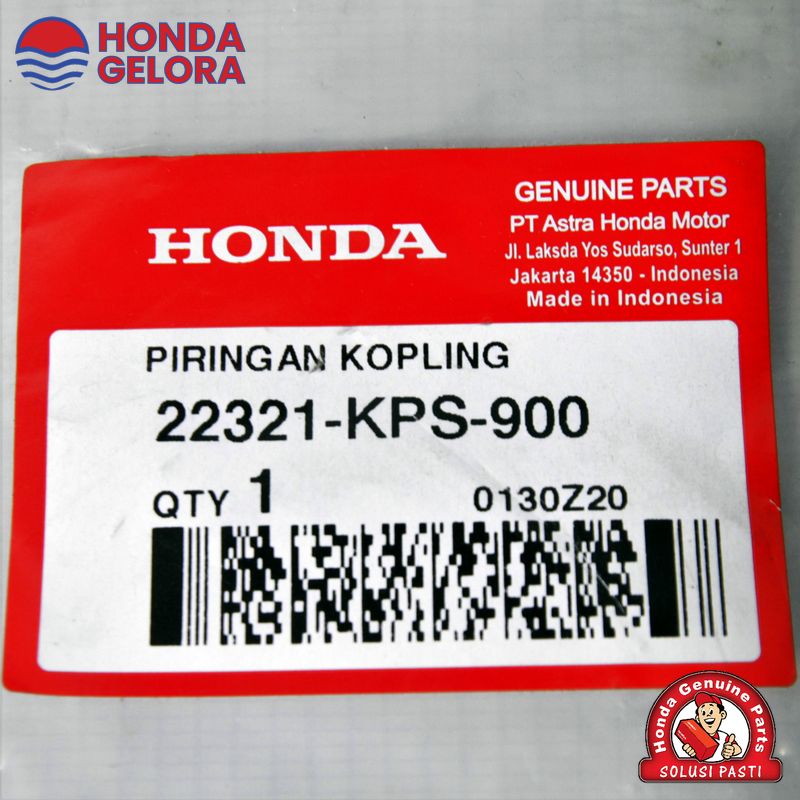 HONDA
GELORA
HONDA
GENUINE PARTS
PT Astra Honda Motor
Jl. Laksda Yos Sudarso, Sunter 1
Jakarta 14350 - Indonesia
Made in Indonesia
PIRINGAN KOPLING
22321-KPS-900
QTY 1 0130Z20
Honda Genuine Parts
SOLUSI PASTI